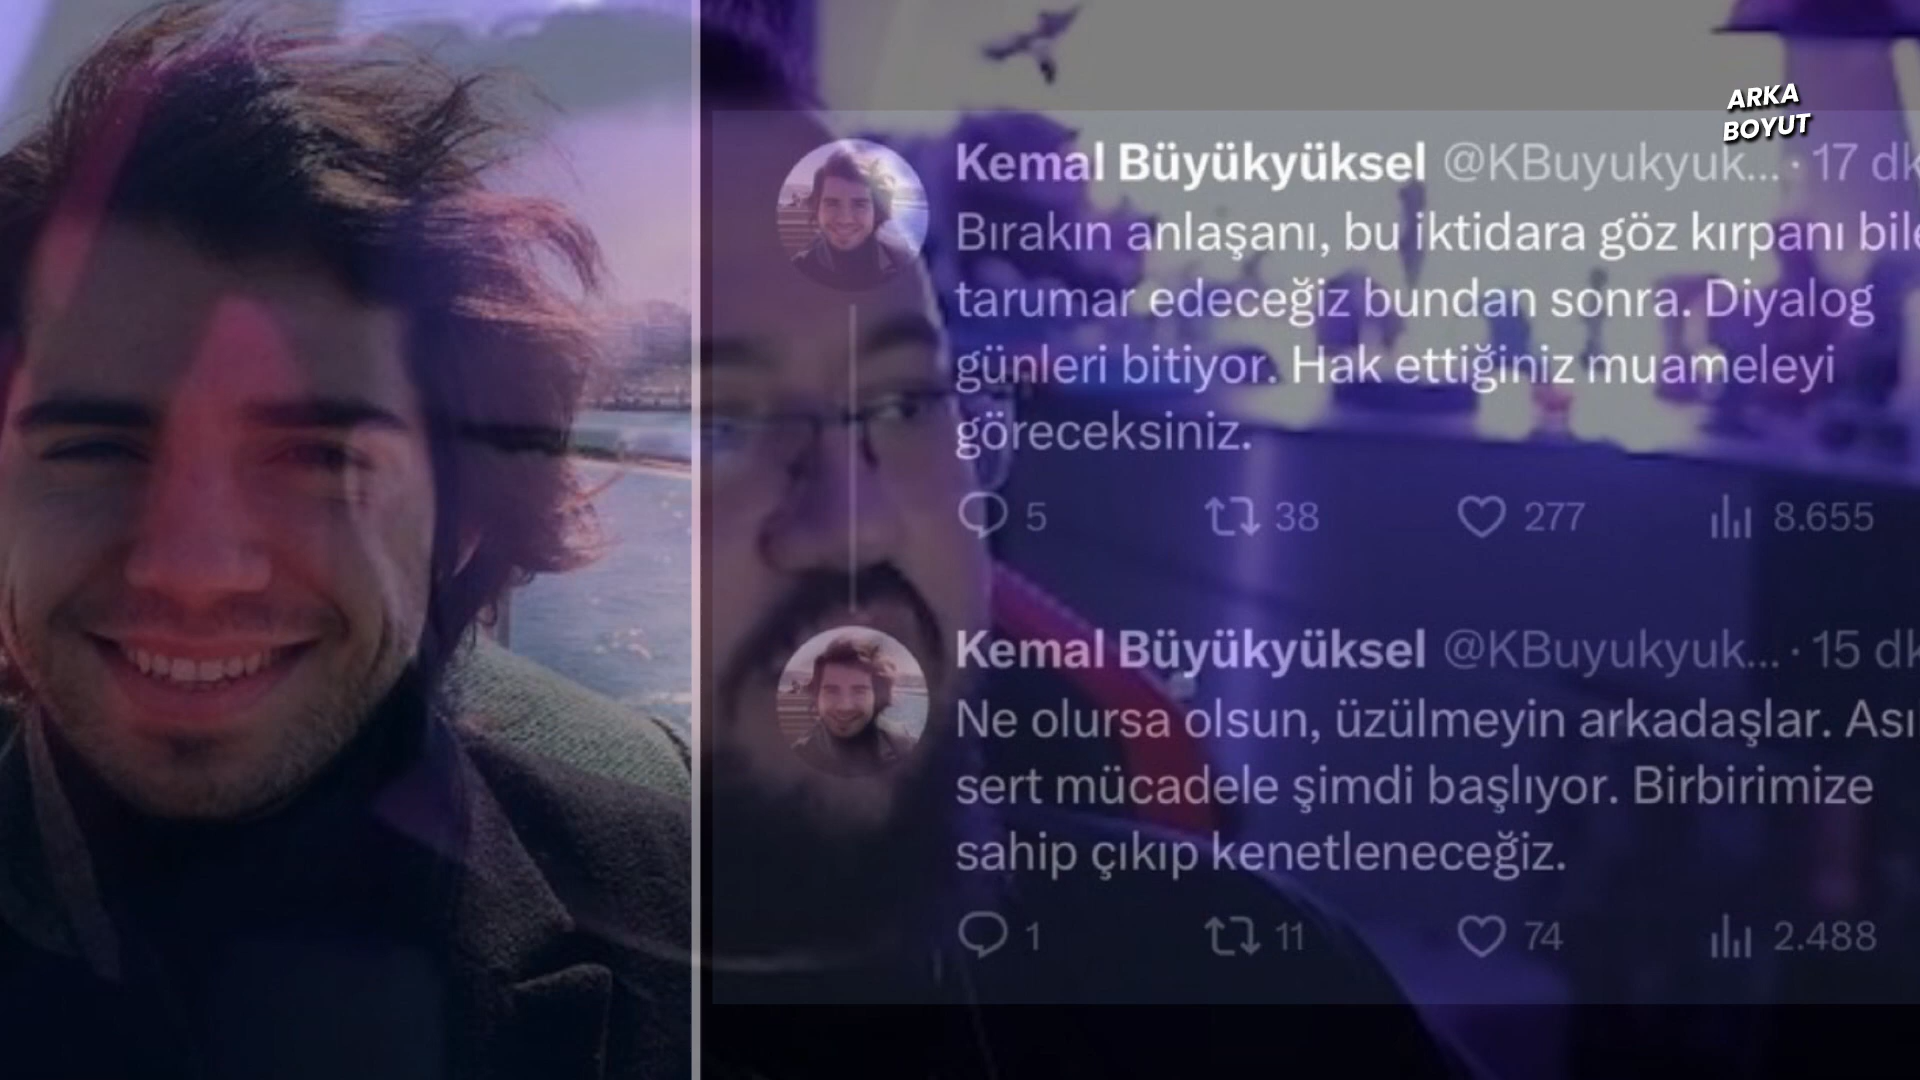 ARKA
BOYUT
Kemal Büyükyüksel @KBuyukyuk... · 17 dk
Bırakın anlaşanı, bu iktidara göz kırpanı bile
tarumar edeceğiz bundan sonra. Diyalog
günleri bitiyor. Hak ettiğiniz muameleyi
göreceksiniz.
5 38 277 8.655
Kemal Büyükyüksel @KBuyukyuk... · 15 dk
Ne olursa olsun, üzülmeyin arkadaşlar. Ası
sert mücadele şimdi başlıyor. Birbirimize
sahip çıkıp kenetleneceğiz.
1 11 74 2.488